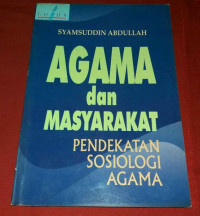 SYAMSUDDIN ABDULLAH
AGAMA
dan
MASYARAKAT
PENDEKATAN
SOSIOLOGI
AGAMA